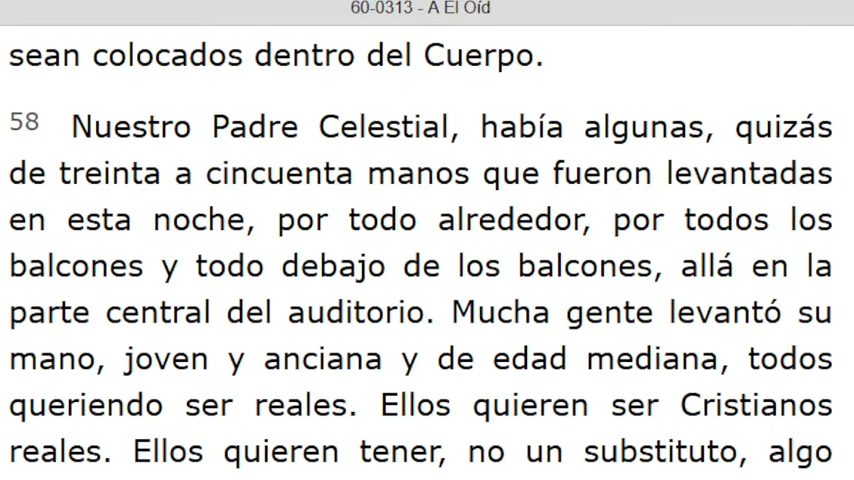 60-0313 - A El Oíd
sean colocados dentro del Cuerpo.
58 Nuestro Padre Celestial, había algunas, quizás
de treinta a cincuenta manos que fueron levantadas
en esta noche, por todo alrededor, por todos los
balcones y todo debajo de los balcones, allá en la
parte central del auditorio. Mucha gente levantó su
mano, joven y anciana y de edad mediana, todos
queriendo ser reales. Ellos quieren ser Cristianos
reales. Ellos quieren tener, no un substituto, algo